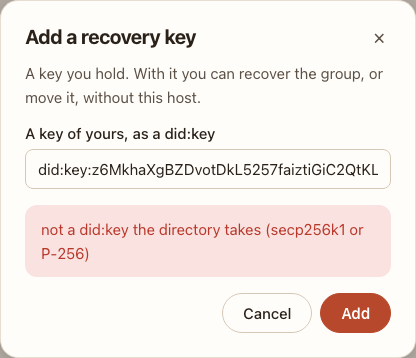 Add a recovery key
×
A key you hold. With it you can recover the group, or
move it, without this host.
A key of yours, as a did:key
did:key:z6MkhaXgBZDvotDkL5257faiztiGiC2QtKL
not a did:key the directory takes (secp256k1 or
P-256)
Cancel Add